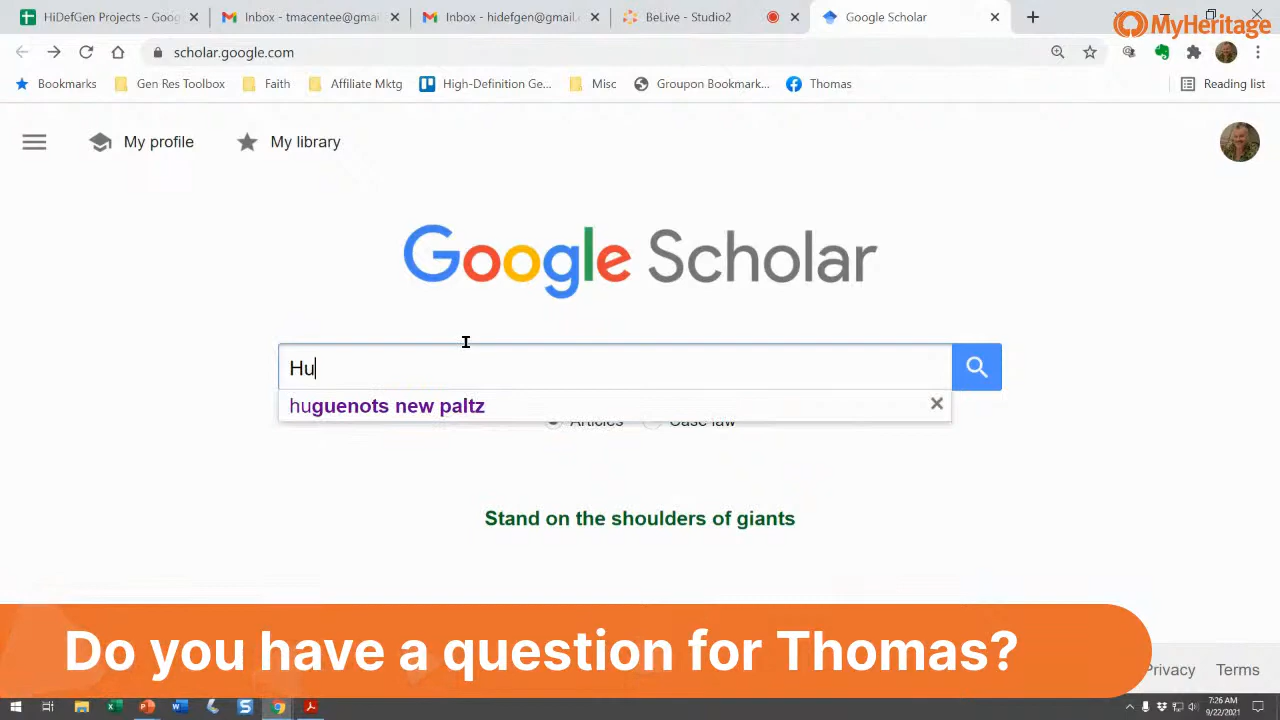 HiDefGen Projects - Goog
Inbox - tmacentee@gmai
Inbox - HiDefgen@gmail.c
BeLive - Studio
Google Scholar
MyHeritage
scholar.google.com
Bookmarks
Gen Res Toolbox
Faith
Affiliate Mktg
High-Definition Ge...
Misc
Groupon Bookmark...
Thomas
Reading list
My profile
My library
Google Scholar
Hu
huguenots new paltz
Articles
Case law
Stand on the shoulders of giants
Do you have a question for Thomas?
Privacy
Terms
7:26 AM
9/22/2021